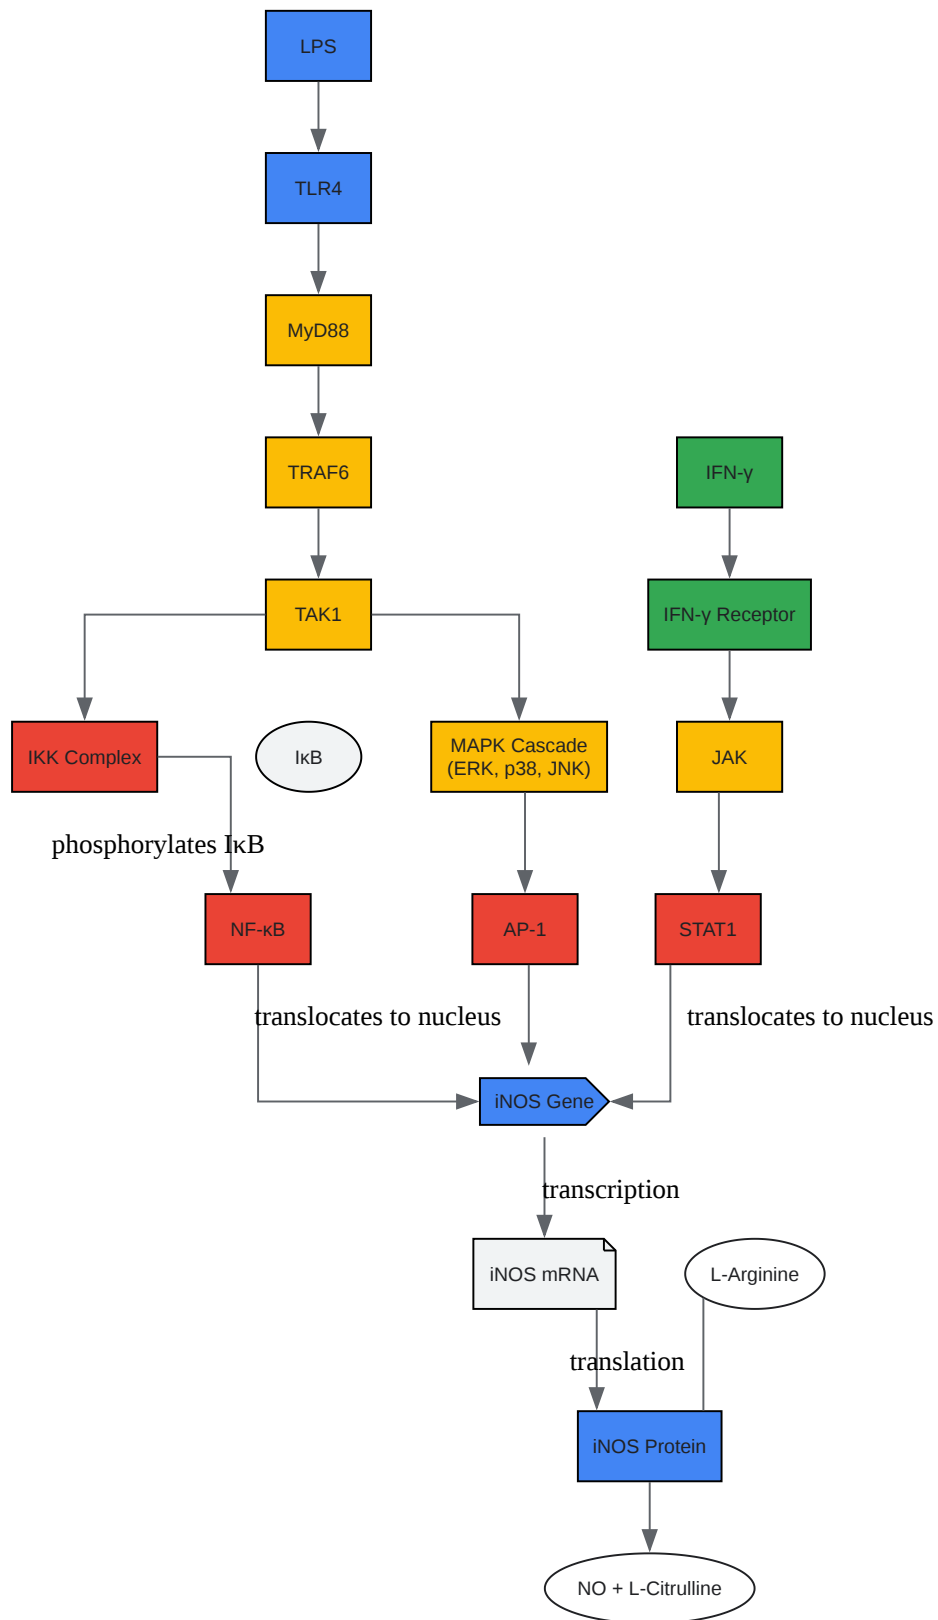 LPS
TLR4
MyD88
TRAF6
IFN-γ
TAK1
IFN-γ Receptor
IKK Complex
IκB
MAPK Cascade
(ERK, p38, JNK)
JAK
phosphorylates IκB
NF-κB
AP-1
STAT1
translocates to nucleus
translocates to nucleus
iNOS Gene
transcription
iNOS mRNA
L-Arginine
translation
iNOS Protein
NO + L-Citrulline